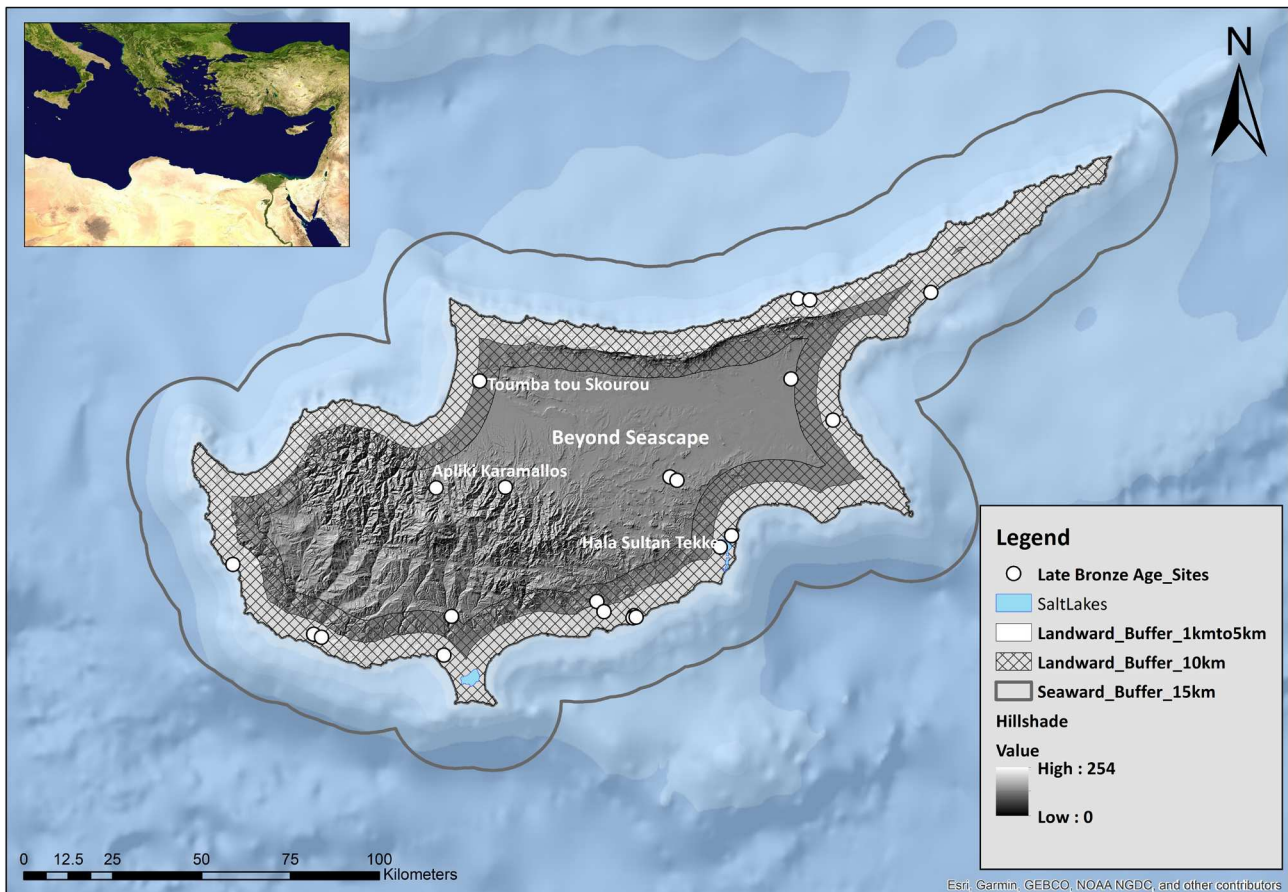 N
Toumba tou Skourou
Beyond Seascape
Apliki Karamallos
Hala Sultan Tekke
Legend
Late Bronze Age_Sites
SaltLakes
Landward_Buffer_1kmto5km
Landward_Buffer_10km
Seaward_Buffer_15km
Hillshade
Value
High : 254
Low : 0
0 12.5 25 50 75 100
Kilometers
Esri, Garmin, GEBCO, NOAA NGDC, and other contributors